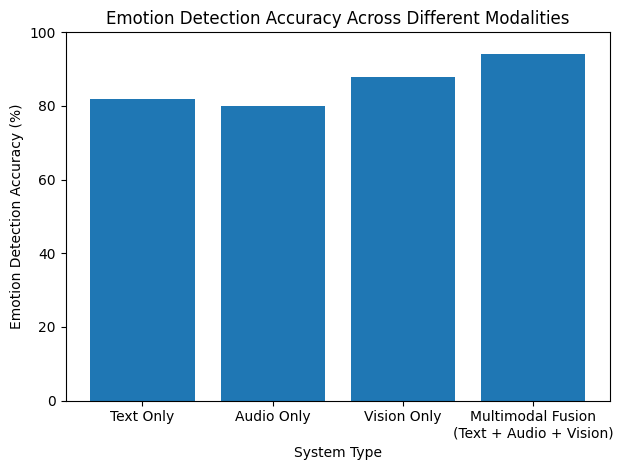 Emotion Detection Accuracy Across Different Modalities
100
80
60
40
20
0
Emotion Detection Accuracy (%)
Text Only
Audio Only
Vision Only
Multimodal Fusion
(Text + Audio + Vision)
System Type